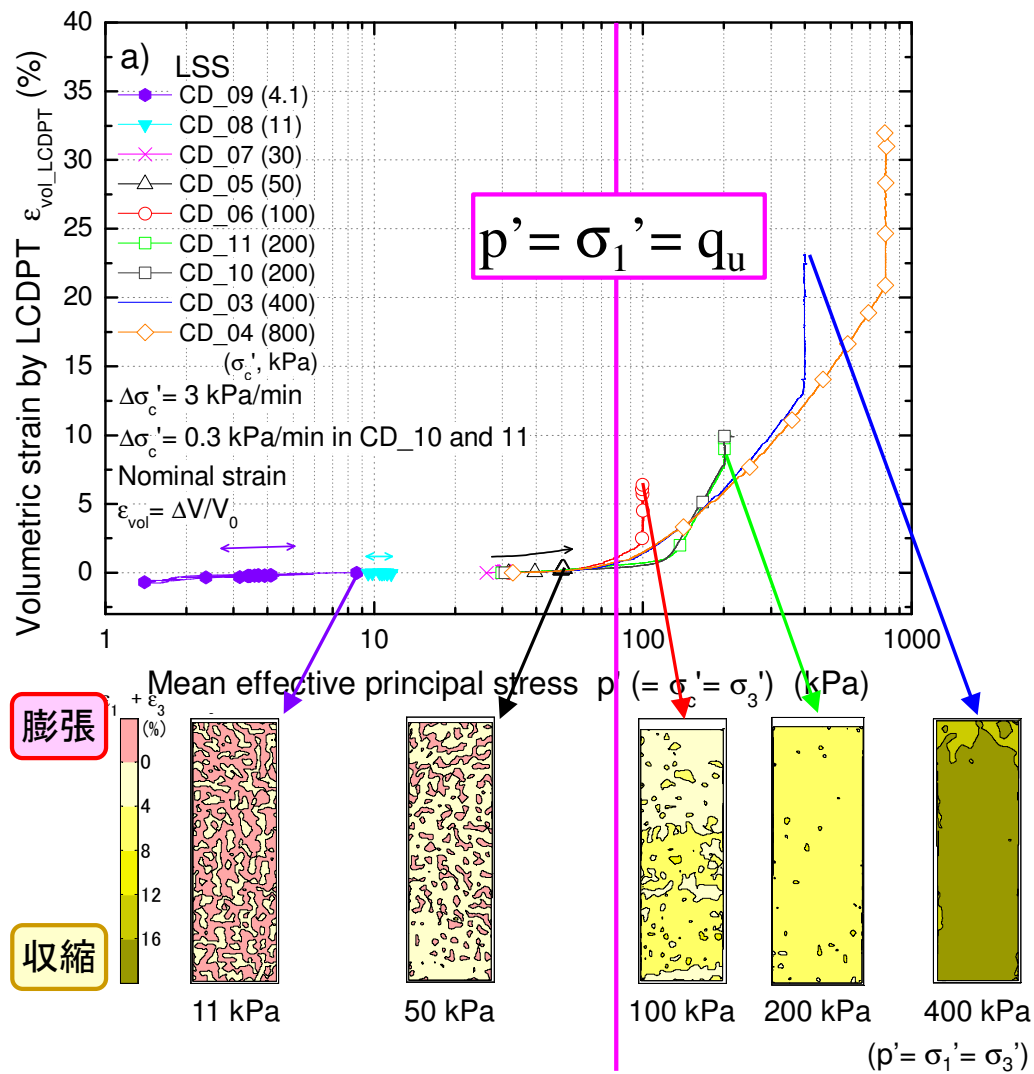 40
35
30
25
20
15
10
5
0
Volumetric strain by LCDPT ε_vol_LCDPT (%)
a)
LSS
CD_09 (4.1)
CD_08 (11)
CD_07 (30)
CD_05 (50)
CD_06 (100)
CD_11 (200)
CD_10 (200)
CD_03 (400)
CD_04 (800)
(σc', kPa)
Δσc'= 3 kPa/min
Δσc'= 0.3 kPa/min in CD_10 and 11
Nominal strain
εvol= ΔV/V0
p'= σ1'= qu
1 10 100 1000
Mean effective principal stress p' (= σc'= σ3') (kPa)
+ ε3
(%)
膨張
0
4
8
12
16
収縮
11 kPa 50 kPa 100 kPa 200 kPa 400 kPa
(p'= σ1'= σ3')